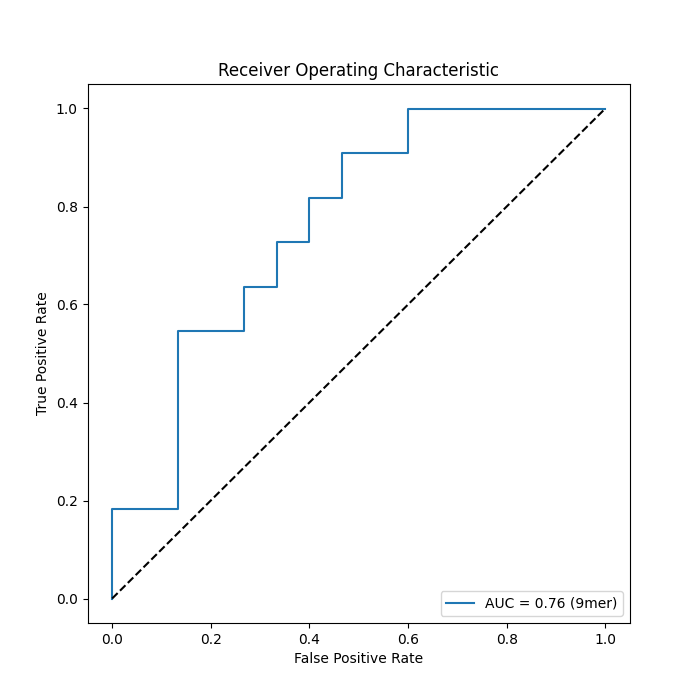 Receiver Operating Characteristic
1.0
0.8
0.6
0.4
0.2
0.0
True Positive Rate
AUC = 0.76 (9mer)
0.0 0.2 0.4 0.6 0.8 1.0
False Positive Rate